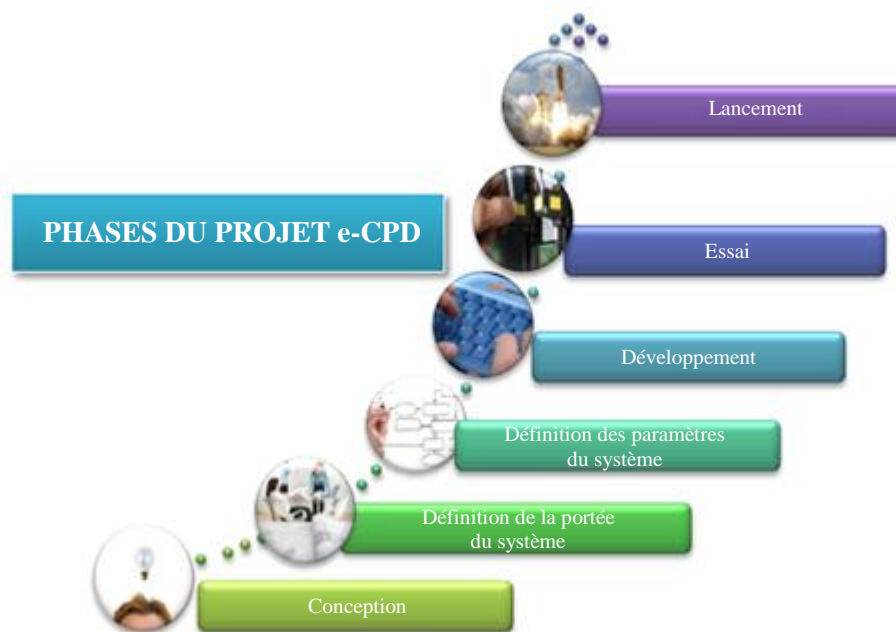 Lancement
PHASES DU PROJET e-CPD
Essai
Développement
Définition des paramètres
du système
Définition de la portée
du système
Conception